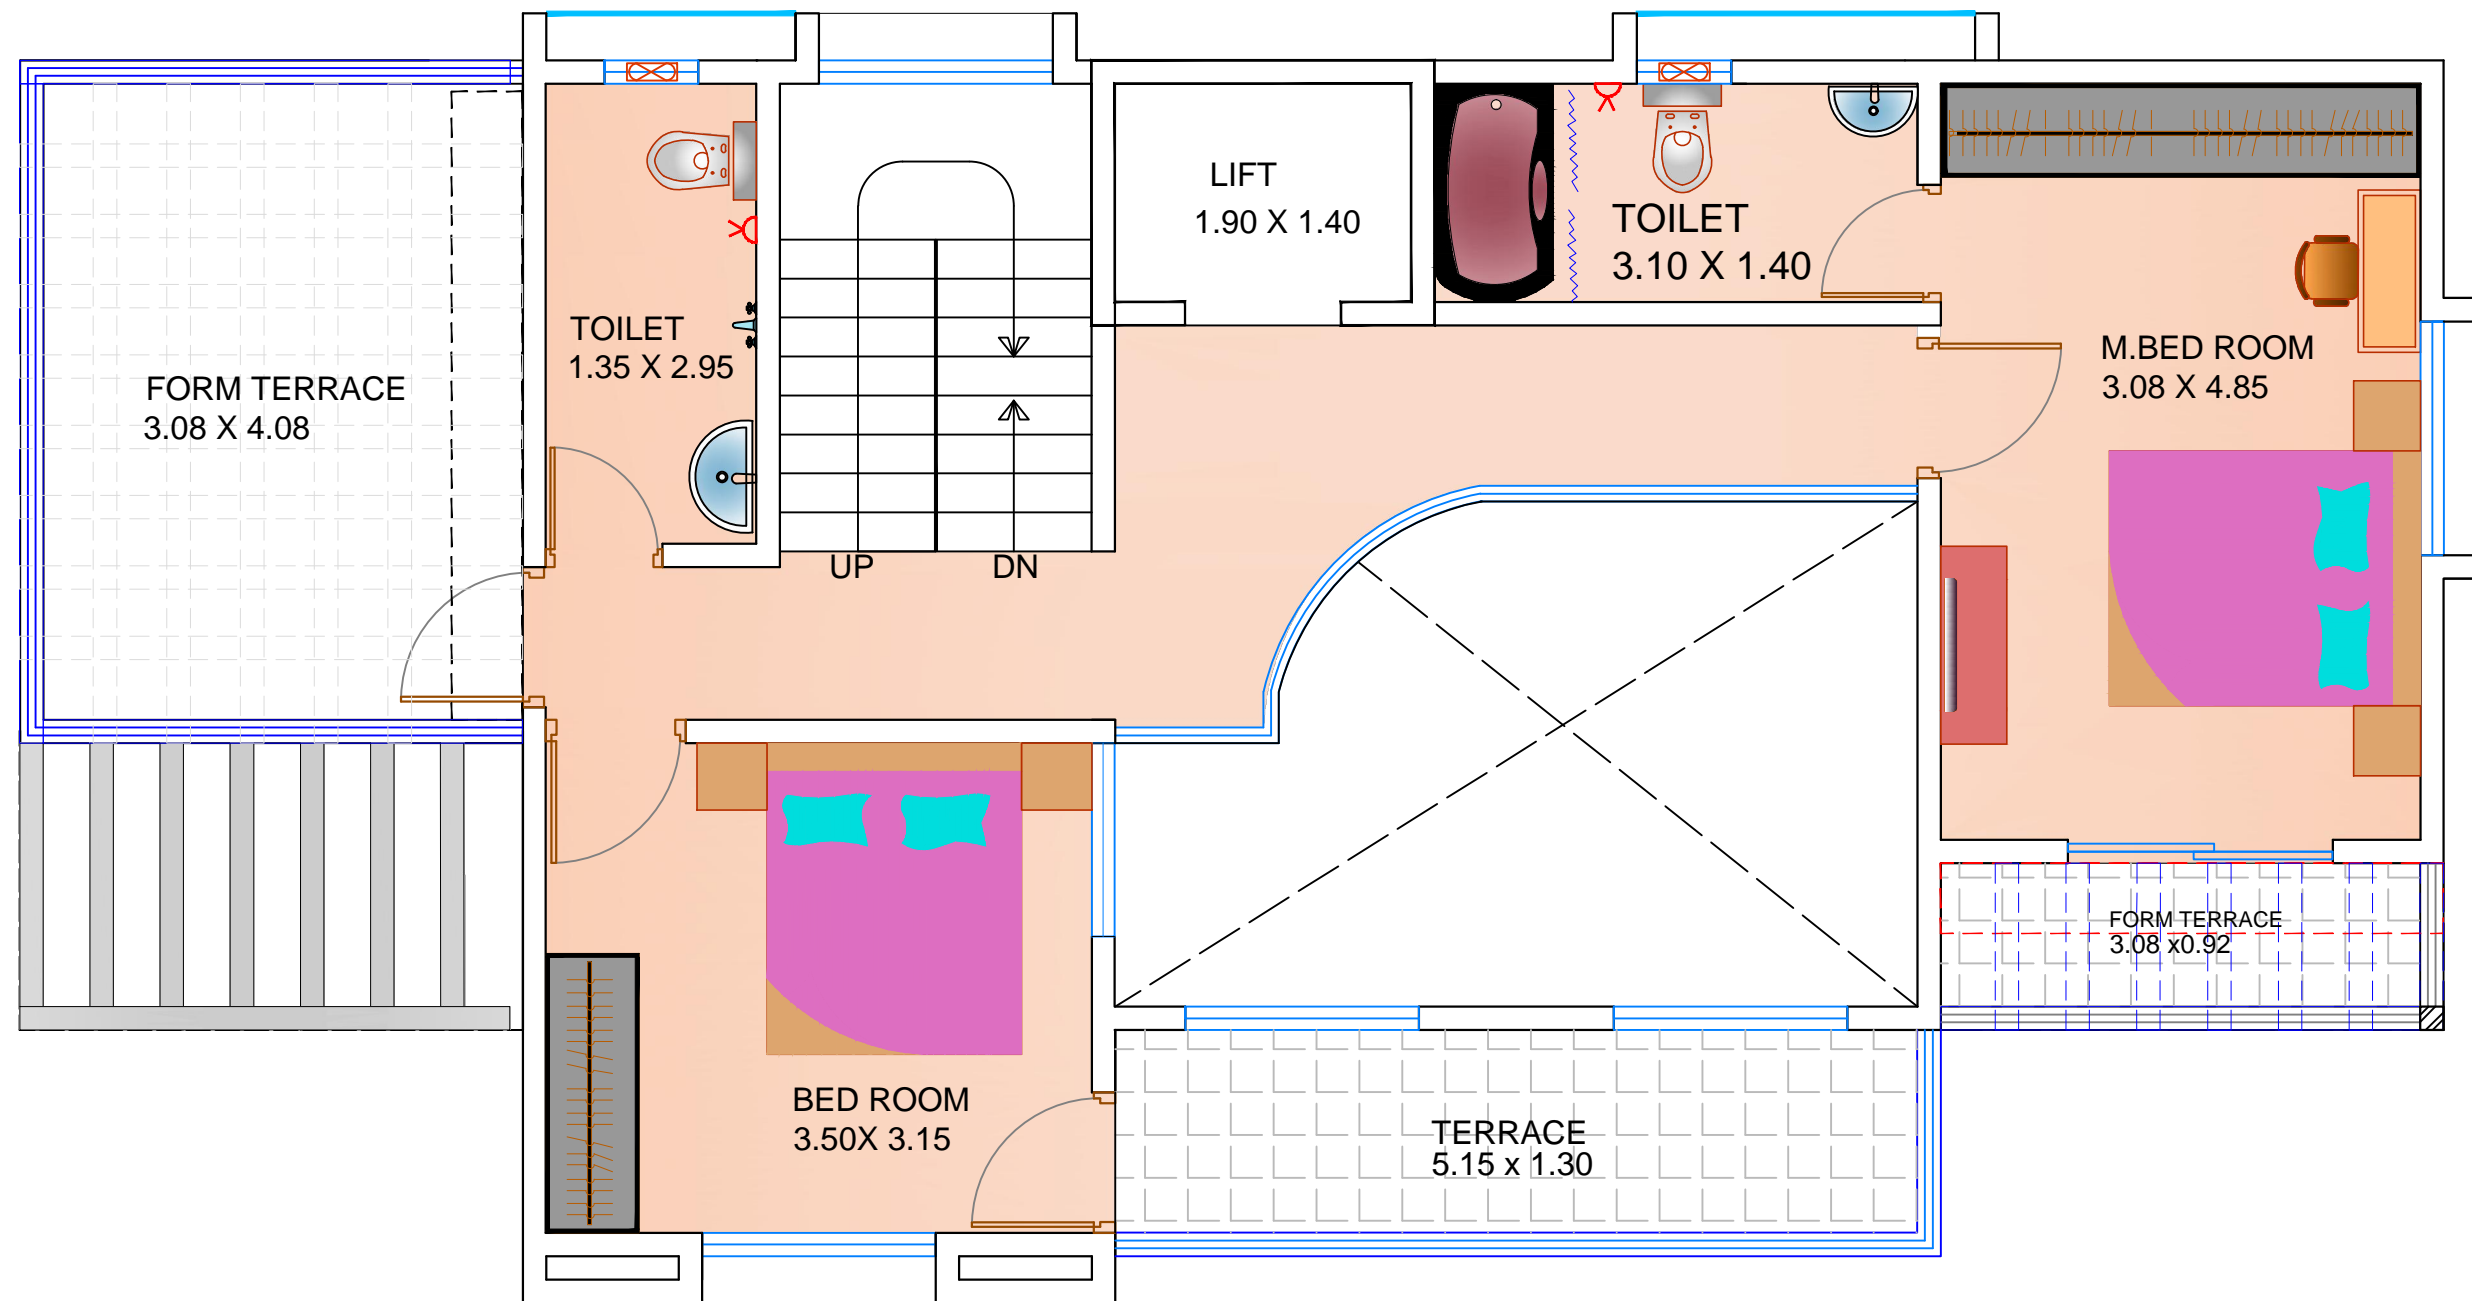 LIFT
1.90 X 1.40
TOILET
3.10 X 1.40
TOILET
1.35 X 2.95
M.BED ROOM
3.08 X 4.85
FORM TERRACE
3.08 X 4.08
UP
DN
FORM TERRACE
3.08 x0.92
BED ROOM
3.50X 3.15
TERRACE
5.15 x 1.30